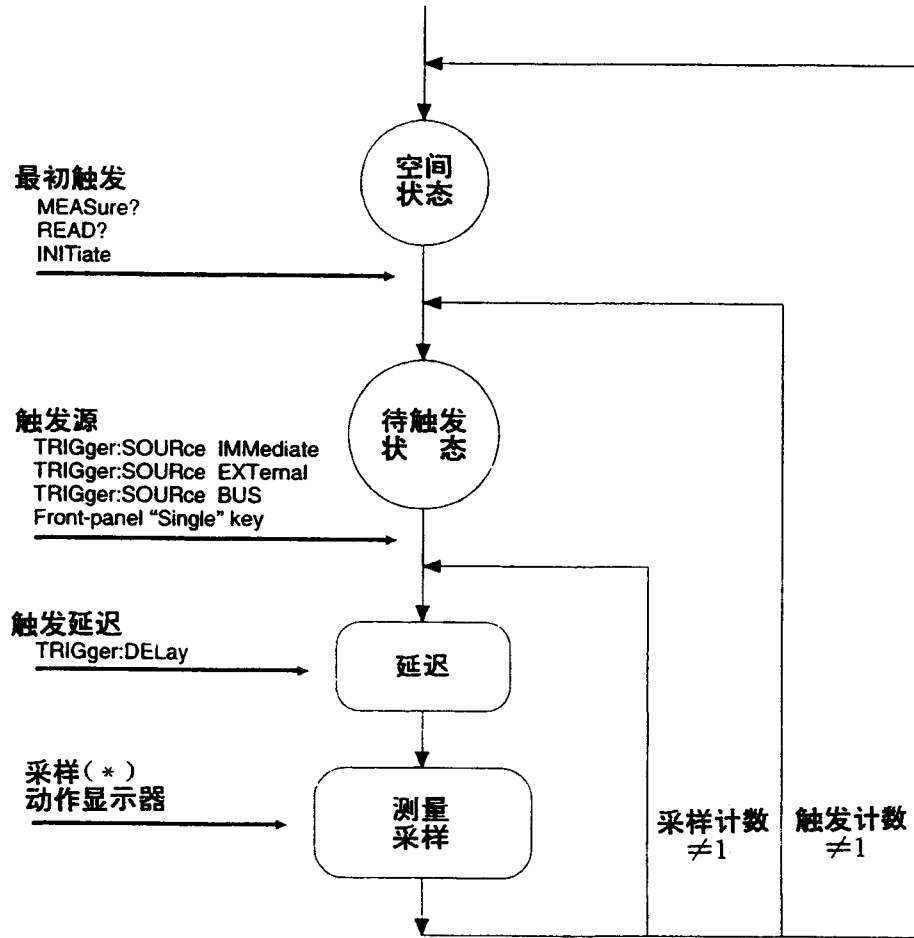 空间
状态
最初触发
MEASure?
READ?
INITiate
待触发
状 态
触发源
TRIGger:SOURce IMMediate
TRIGger:SOURce EXTernal
TRIGger:SOURce BUS
Front-panel “Single” key
触发延迟
TRIGger:DELay
延迟
采样(*)
动作显示器
测量
采样
采样计数
≠1
触发计数
≠1